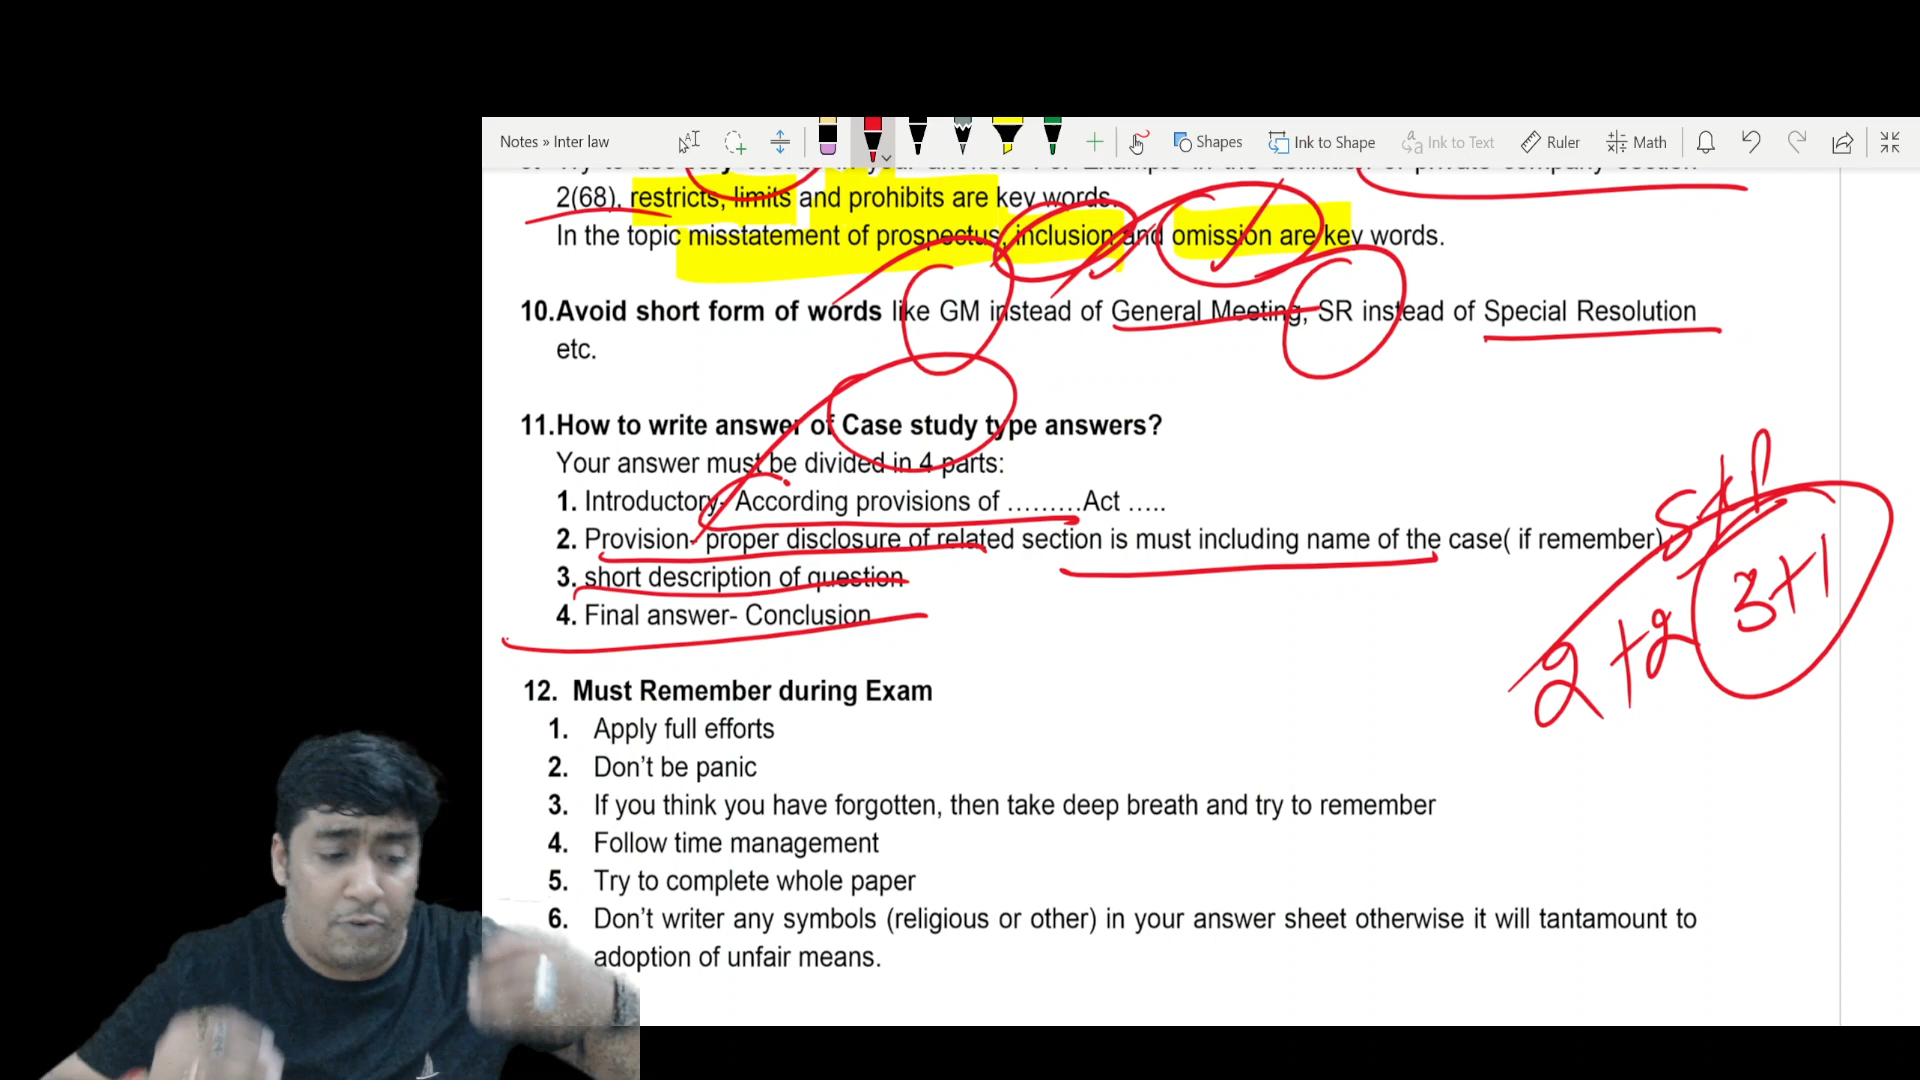 Notes » Inter law
Shapes
Ink to Shape
Ink to Text
Ruler
Math
2(68). restricts, limits and prohibits are key words.
In the topic misstatement of prospectus, inclusion and omission are key words.
10.Avoid short form of words like GM instead of General Meeting, SR instead of Special Resolution
etc.
11.How to write answer of Case study type answers?
Your answer must be divided in 4 parts:
1. Introductory- According provisions of ………Act …..
2. Provision- proper disclosure of related section is must including name of the case( if remember)
3. short description of question
4. Final answer- Conclusion
2+2
3+1
12. Must Remember during Exam
1. Apply full efforts
2. Don't be panic
3. If you think you have forgotten, then take deep breath and try to remember
4. Follow time management
5. Try to complete whole paper
6. Don't writer any symbols (religious or other) in your answer sheet otherwise it will tantamount to
adoption of unfair means.